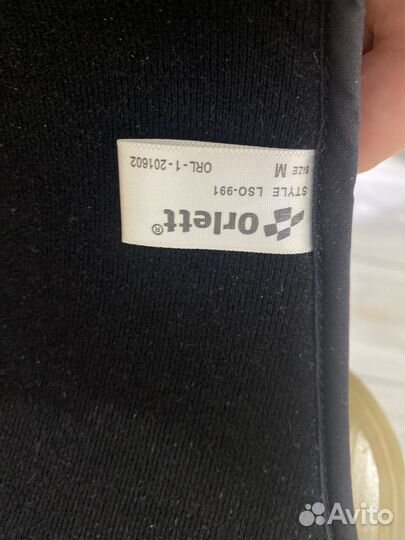 Orlett®
STYLE LSO-991
SIZE M
ORL-1-201602
Avito